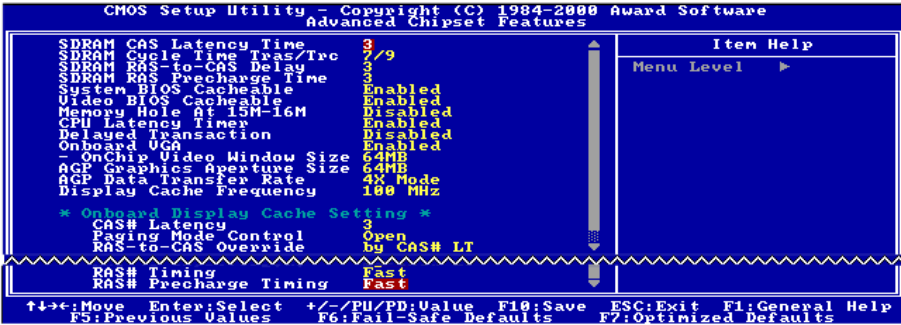 CMOS Setup Utility - Copyright (C) 1984-2000 Award Software
Advanced Chipset Features
SDRAM CAS Latency Time 3
SDRAM Cycle Time Tras/Trc 7/9
SDRAM RAS-to-CAS Delay 3
SDRAM RAS Precharge Time 3
System BIOS Cacheable Enabled
Video BIOS Cacheable Enabled
Memory Hole At 15M-16M Disabled
CPU Latency Timer Enabled
Delayed Transaction Disabled
Onboard VGA Enabled
- OnChip Video Window Size 64MB
AGP Graphics Aperture Size 64MB
AGP Data Transfer Rate 4X Mode
Display Cache Frequency 100 MHz
* Onboard Display Cache Setting *
CAS# Latency 3
Paging Mode Control Open
RAS-to-CAS Override by CAS# LT
RAS# Timing Fast
RAS# Precharge Timing Fast
Item Help
Menu Level ►
↑↓→←:Move Enter:Select +/-/PU/PD:Value F10:Save ESC:Exit F1:General Help
F5:Previous Values F6:Fail-Safe Defaults F7:Optimized Defaults